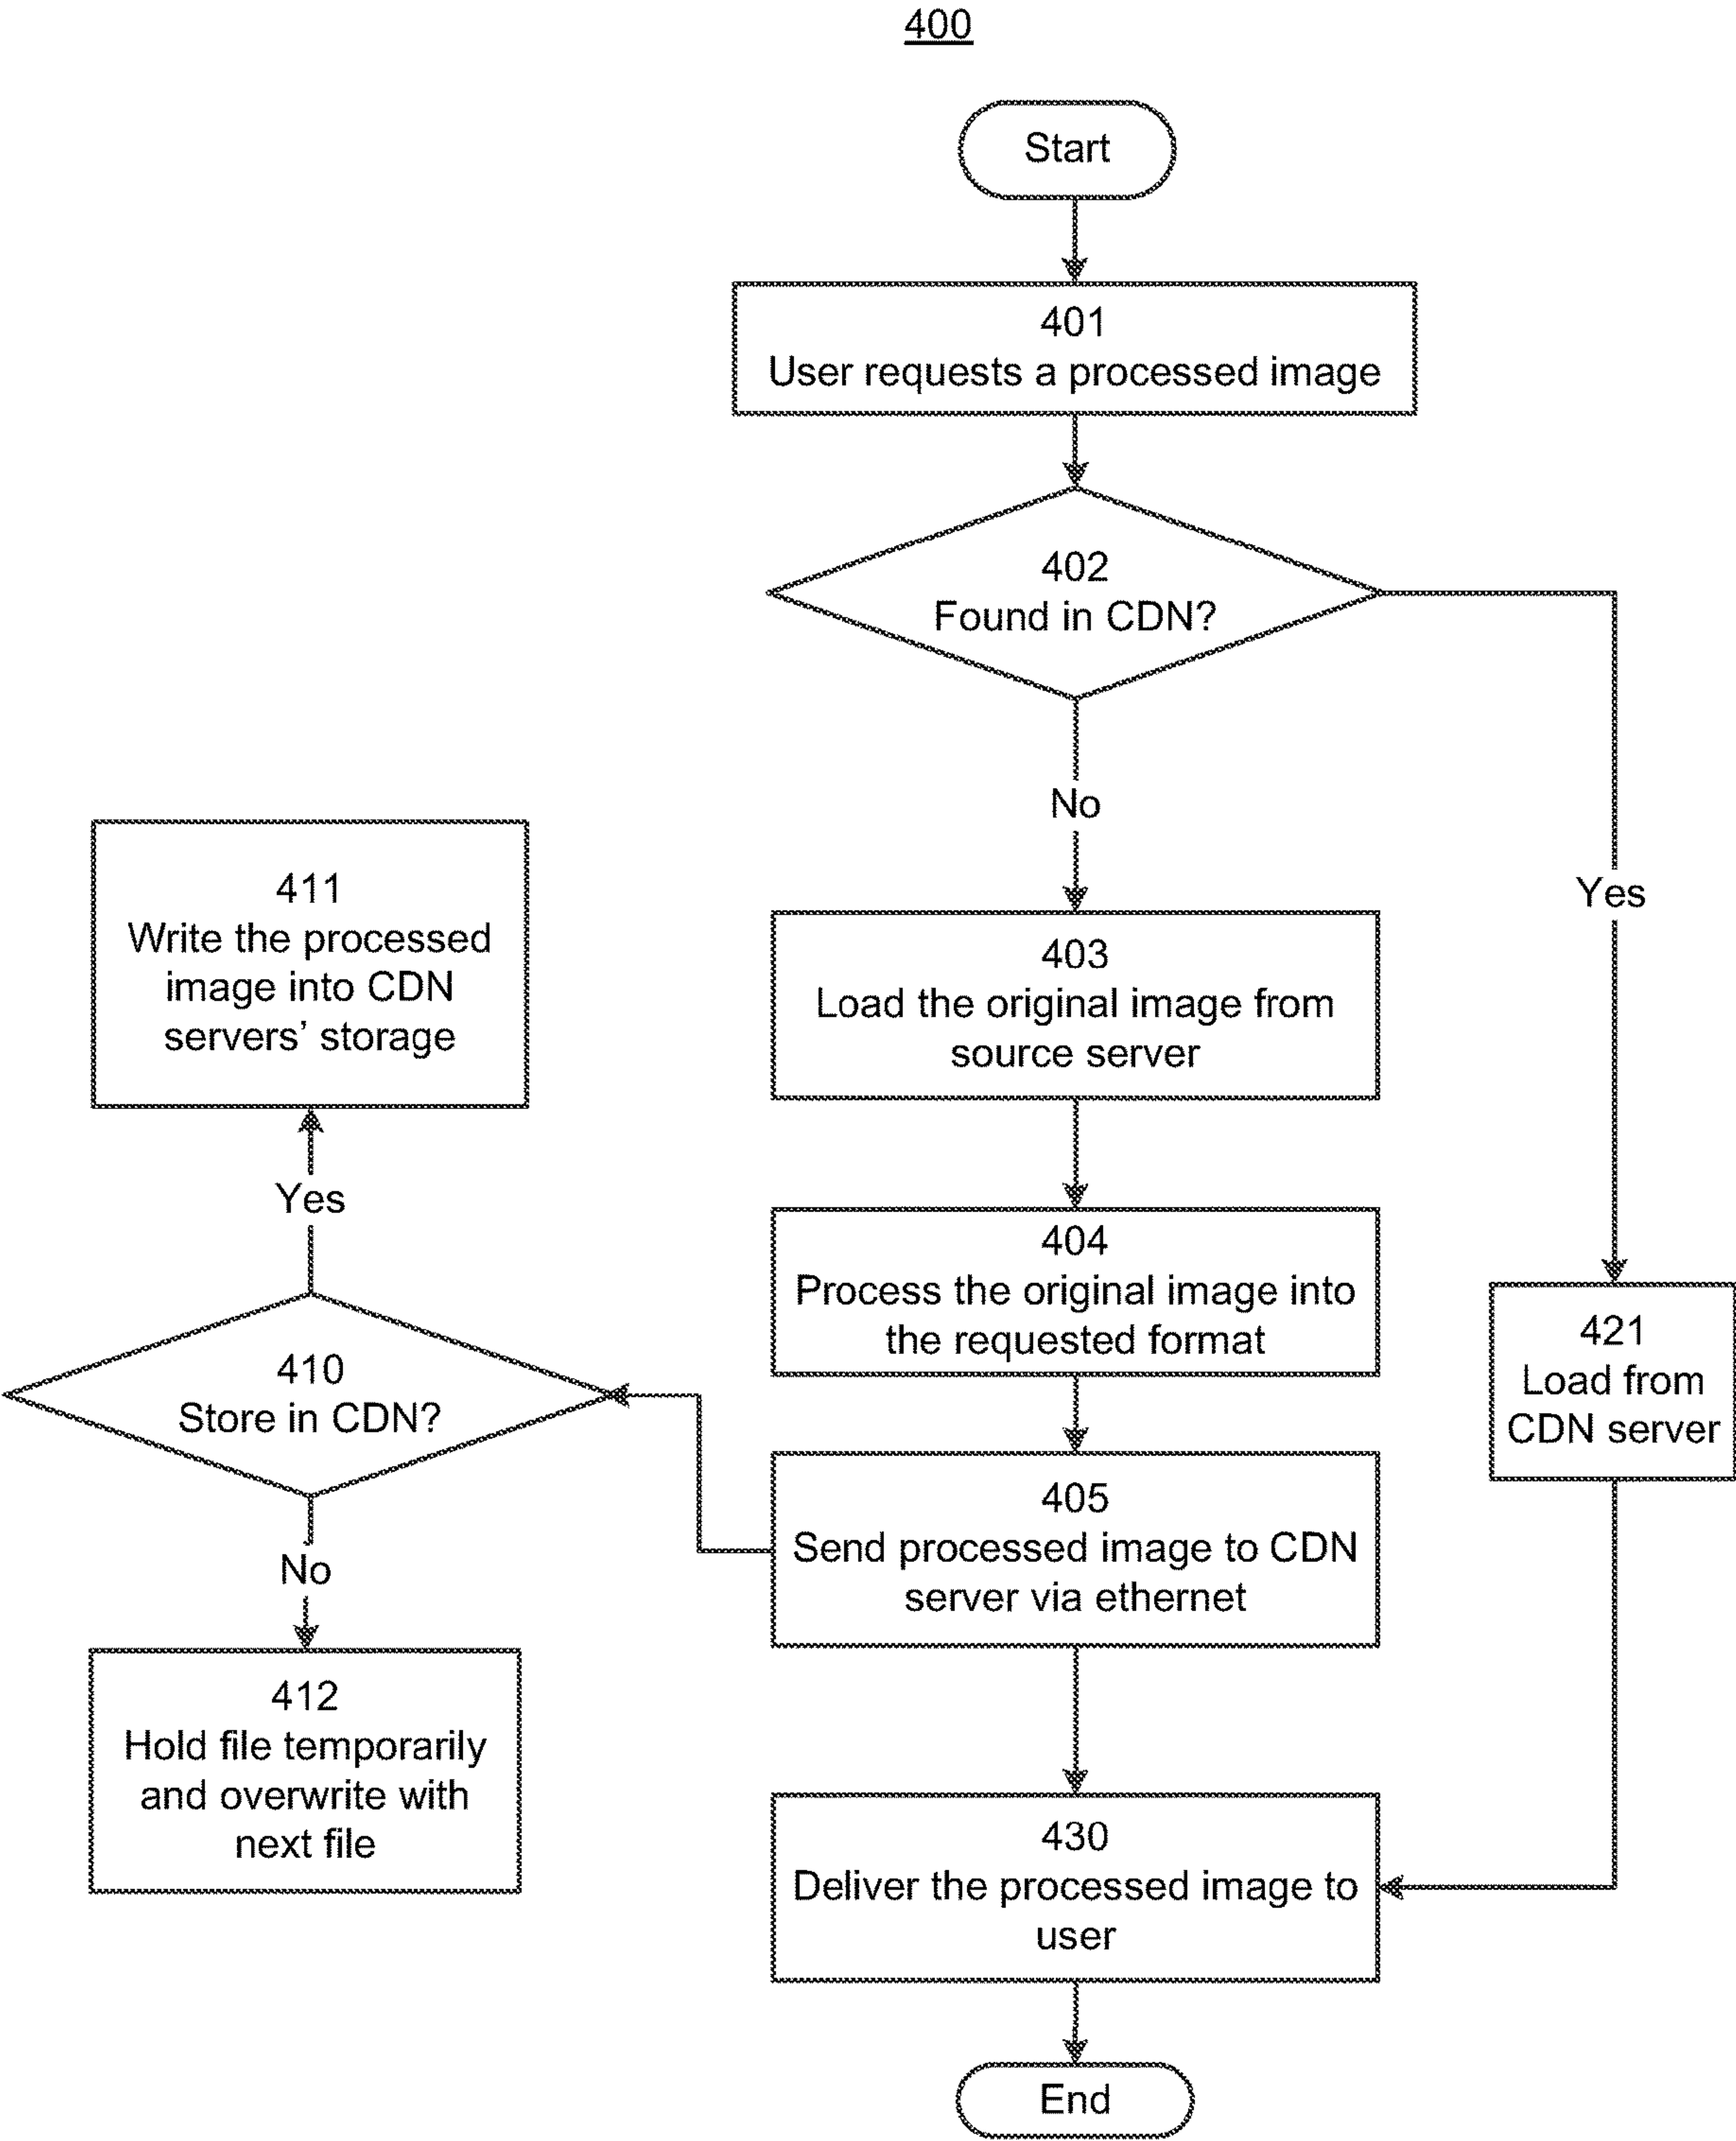 400
Start
401
User requests a processed image
402
Found in CDN?
No
Yes
403
Load the original image from
source server
404
Process the original image into
the requested format
405
Send processed image to CDN
server via ethernet
410
Store in CDN?
Yes
411
Write the processed
image into CDN
servers’ storage
No
412
Hold file temporarily
and overwrite with
next file
421
Load from
CDN server
430
Deliver the processed image to
user
End